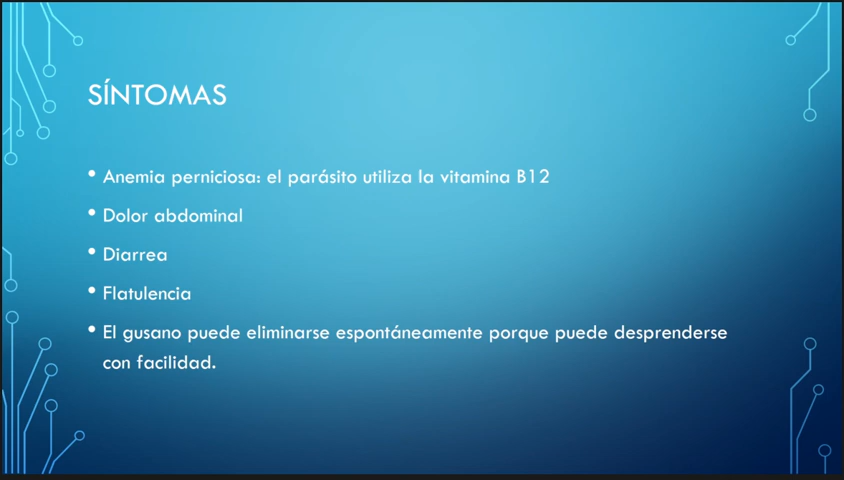 SÍNTOMAS
• Anemia perniciosa: el parásito utiliza la vitamina B12
• Dolor abdominal
• Diarrea
• Flatulencia
• El gusano puede eliminarse espontáneamente porque puede desprenderse
con facilidad.